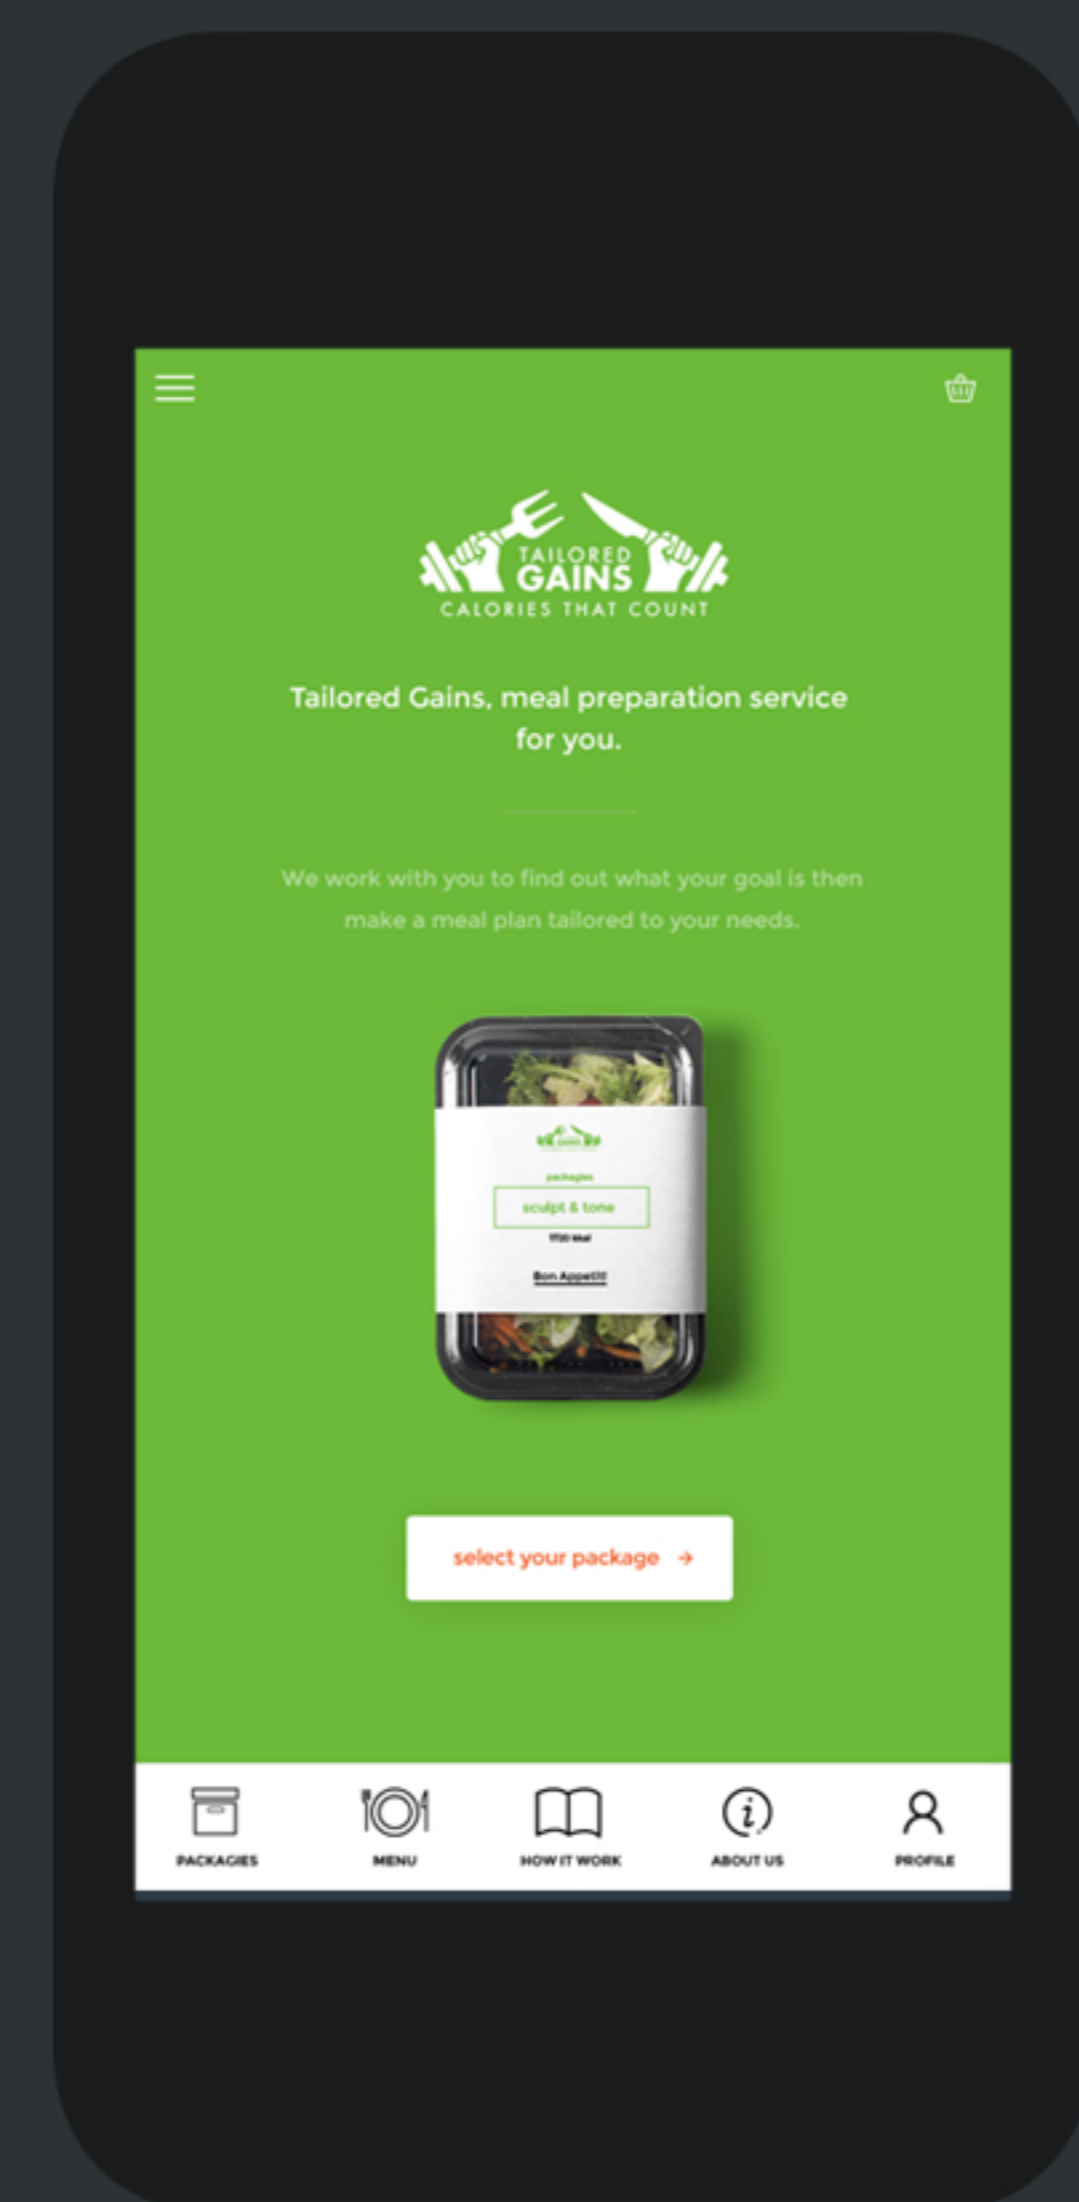 TAILORED
GAINS
CALORIES THAT COUNT
Tailored Gains, meal preparation service
for you.
We work with you to find out what your goal is then
make a meal plan tailored to your needs.
packagies
sculpt & tone
Bon Appetit!
select your package →
PACKAGIES
MENU
HOW IT WORK
ABOUT US
PROFILE